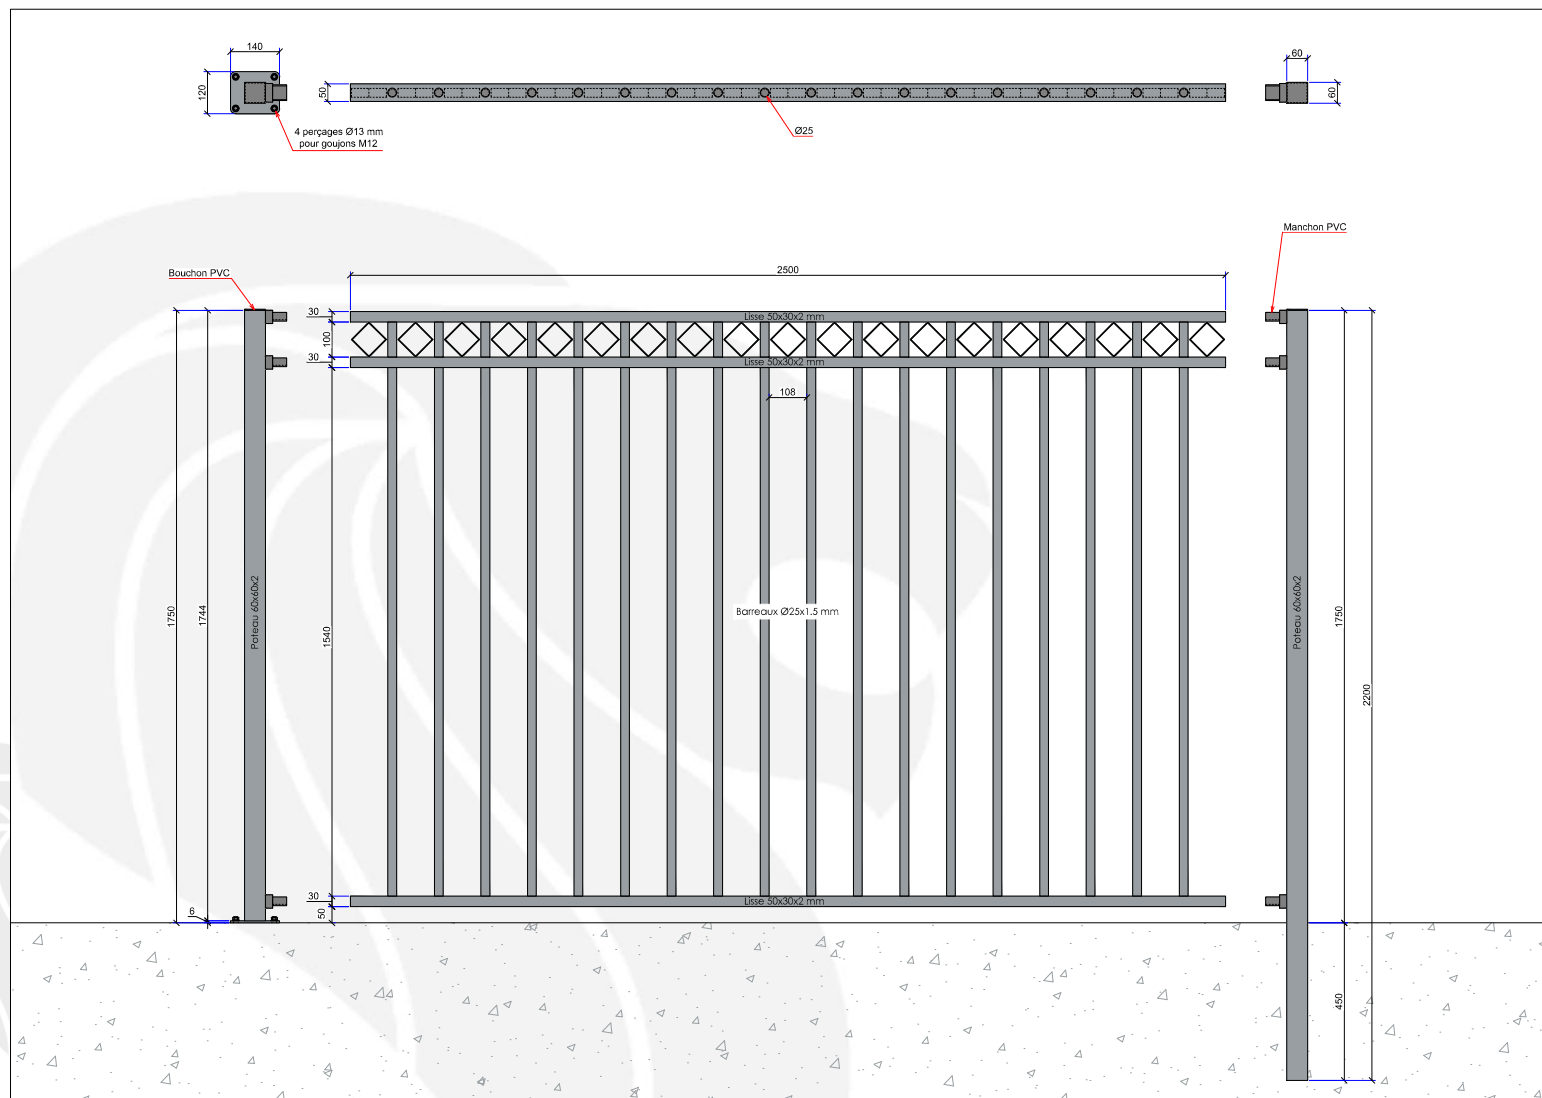 140
120
50
60
60
4 perçages Ø13 mm
pour goujons M12
Ø25
Manchon PVC
Bouchon PVC
2500
30
Lisse 50x30x2 mm
100
30
Lisse 50x30x2 mm
108
1750
1744
Poteau 60x60x2
1540
Barreaux Ø25x1.5 mm
Poteau 60x60x2
1750
2200
30
Lisse 50x30x2 mm
6
50
450